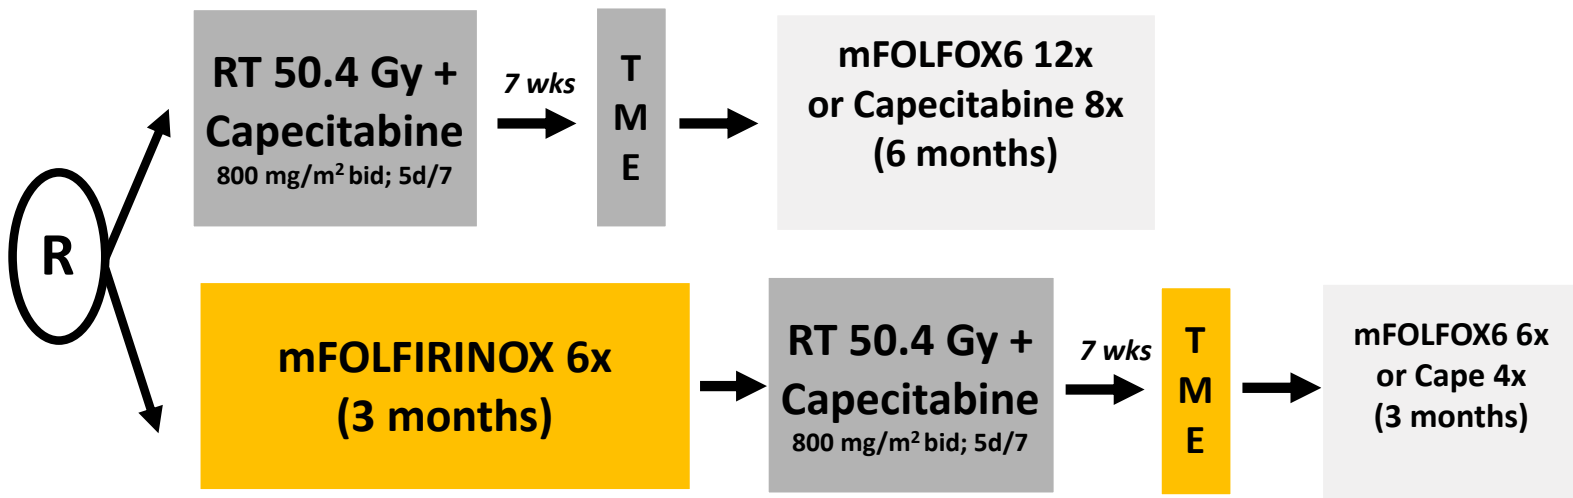 R
RT 50.4 Gy +
Capecitabine
800 mg/m² bid; 5d/7
7 wks
T
M
E
mFOLFOX6 12x
or Capecitabine 8x
(6 months)
mFOLFIRINOX 6x
(3 months)
RT 50.4 Gy +
Capecitabine
800 mg/m² bid; 5d/7
7 wks
T
M
E
mFOLFOX6 6x
or Cape 4x
(3 months)